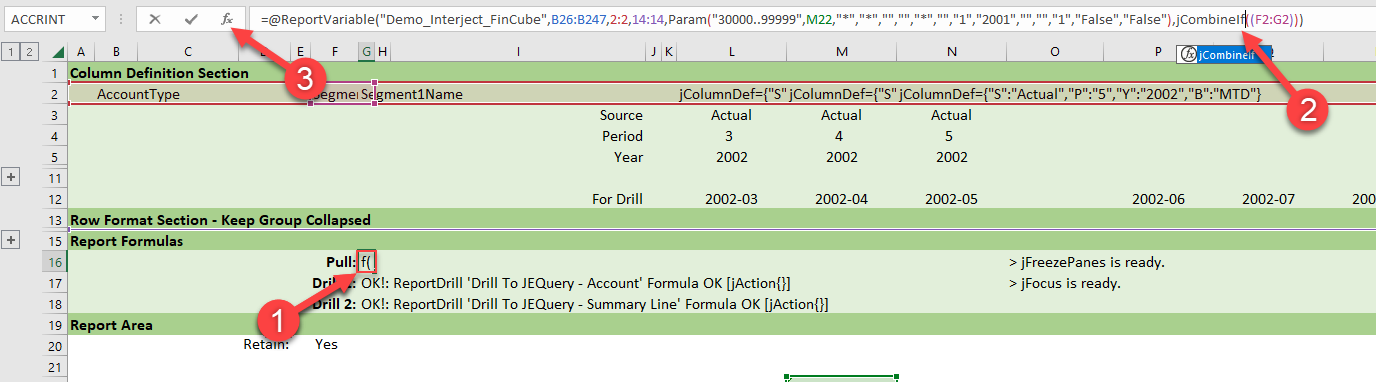 ACCRINT =@ReportVariable("Demo_Interject_FinCube",B26:B247,2:2,14:14,Param("30000..99999",M22,"*","*","","","*","","1","2001","","","1","False","False"),jCombineIf((F2:G2)))
1 2 A B C E F G H I J K L M N O P
fx jCombineIf
3
2
1 Column Definition Section
2 AccountType Segment1Name jColumnDef={"S" jColumnDef={"S" jColumnDef={"S":"Actual","P":"5","Y":"2002","B":"MTD"}
3 Source Actual Actual Actual
4 Period 3 4 5
5 Year 2002 2002 2002
11
12 For Drill 2002-03 2002-04 2002-05 2002-06 2002-07 200
13 Row Format Section - Keep Group Collapsed
15 Report Formulas
16 Pull: f( > jFreezePanes is ready.
17 OK!: ReportDrill 'Drill To JEQuery - Account' Formula OK [jAction{}] > jFocus is ready.
18 Drill 2: OK!: ReportDrill 'Drill To JEQuery - Summary Line' Formula OK [jAction{}]
1
19 Report Area
20 Retain: Yes
21